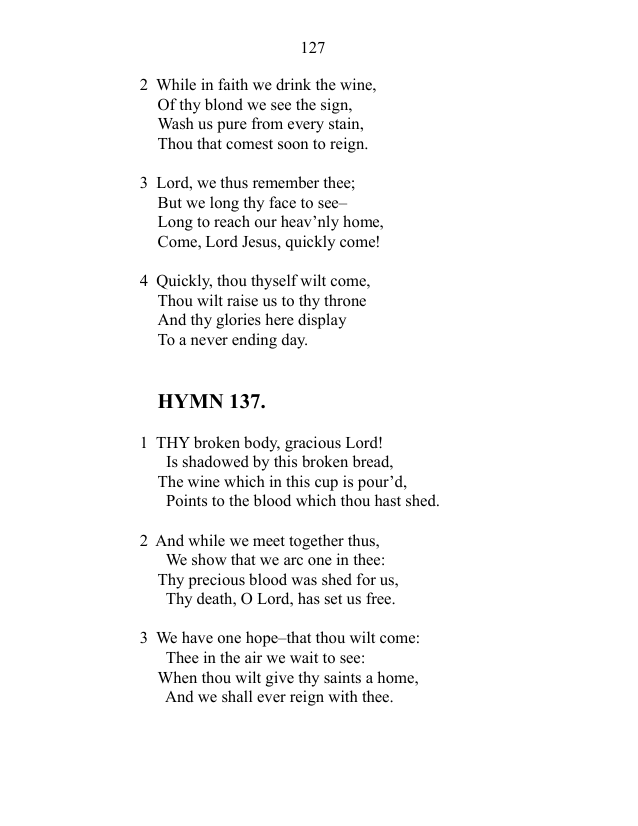 127
2 While in faith we drink the wine,
Of thy blond we see the sign,
Wash us pure from every stain,
Thou that comest soon to reign.
3 Lord, we thus remember thee;
But we long thy face to see–
Long to reach our heav’nly home,
Come, Lord Jesus, quickly come!
4 Quickly, thou thyself wilt come,
Thou wilt raise us to thy throne
And thy glories here display
To a never ending day.
HYMN 137.
1 THY broken body, gracious Lord!
Is shadowed by this broken bread,
The wine which in this cup is pour’d,
Points to the blood which thou hast shed.
2 And while we meet together thus,
We show that we arc one in thee:
Thy precious blood was shed for us,
Thy death, O Lord, has set us free.
3 We have one hope–that thou wilt come:
Thee in the air we wait to see:
When thou wilt give thy saints a home,
And we shall ever reign with thee.